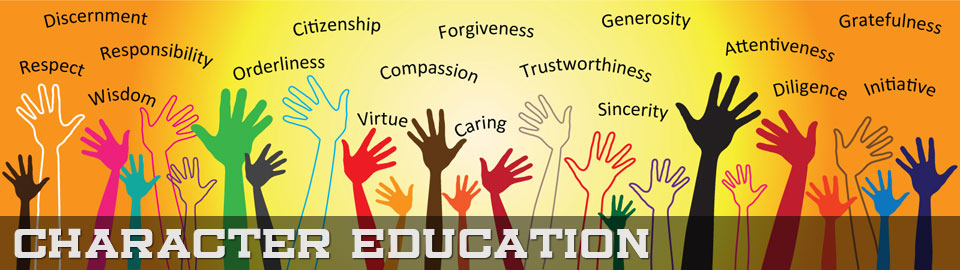 Discernment
Citizenship
Forgiveness
Generosity
Gratefulness
Respect
Responsibility
Orderliness
Compassion
Trustworthiness
Attentiveness
Wisdom
Virtue
Caring
Sincerity
Diligence
Initiative
CHARACTER EDUCATION